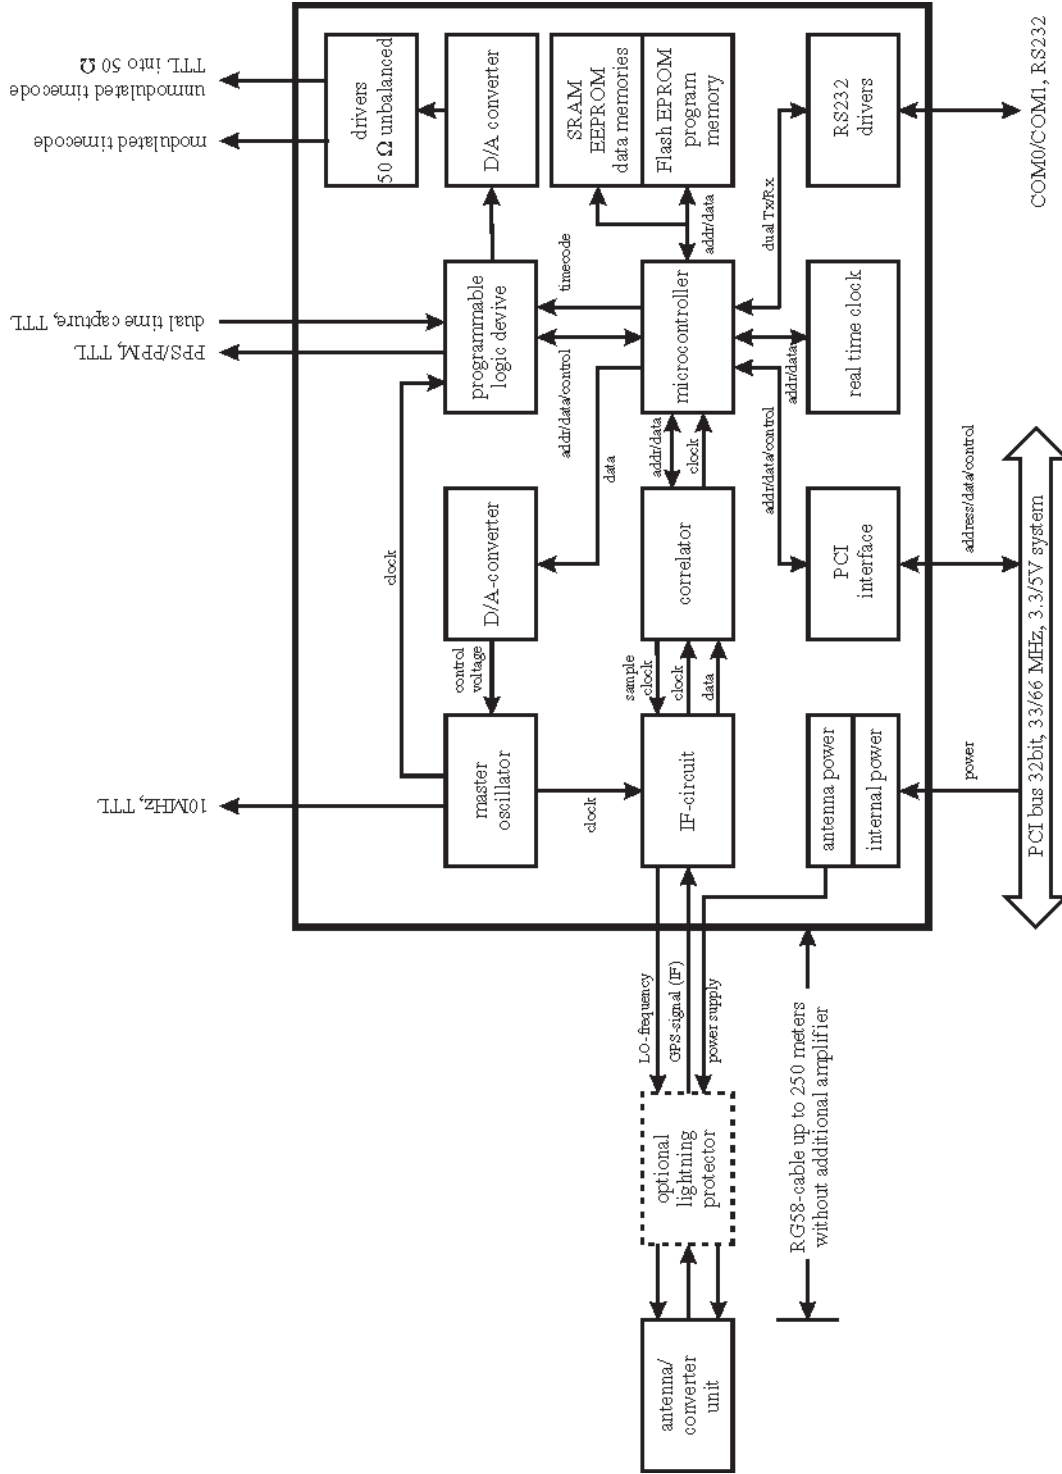 10MHz, TTL
PPS/PPM, TTL
dual time capture, TTL
modulated timecode
unmodulated timecode
TTL into 50 Ω
master
oscillator
control
voltage
D/A-converter
clock
programmable
logic devive
D/A converter
drivers
50 Ω unbalanced
clock
data
addr/data/control
timecode
SRAM
EEPROM
data memories
Flash EEPROM
program
memory
antenna/
converter
unit
optional
lightning
protector
LO-frequency
GPS-signal (IF)
power supply
IF-circuit
sample
clock
clock
data
correlator
addr/data
clock
microcontroller
addr/data
RG58-cable up to 250 meters
without additional amplifier
antenna power
internal power
PCI
interface
addr/data/control
real time clock
addr/data
dual Tx/Rx
RS232
drivers
power
address/data/control
PCI bus 32bit, 33/66 MHz, 3.3/5V system
COM0/COM1, RS232